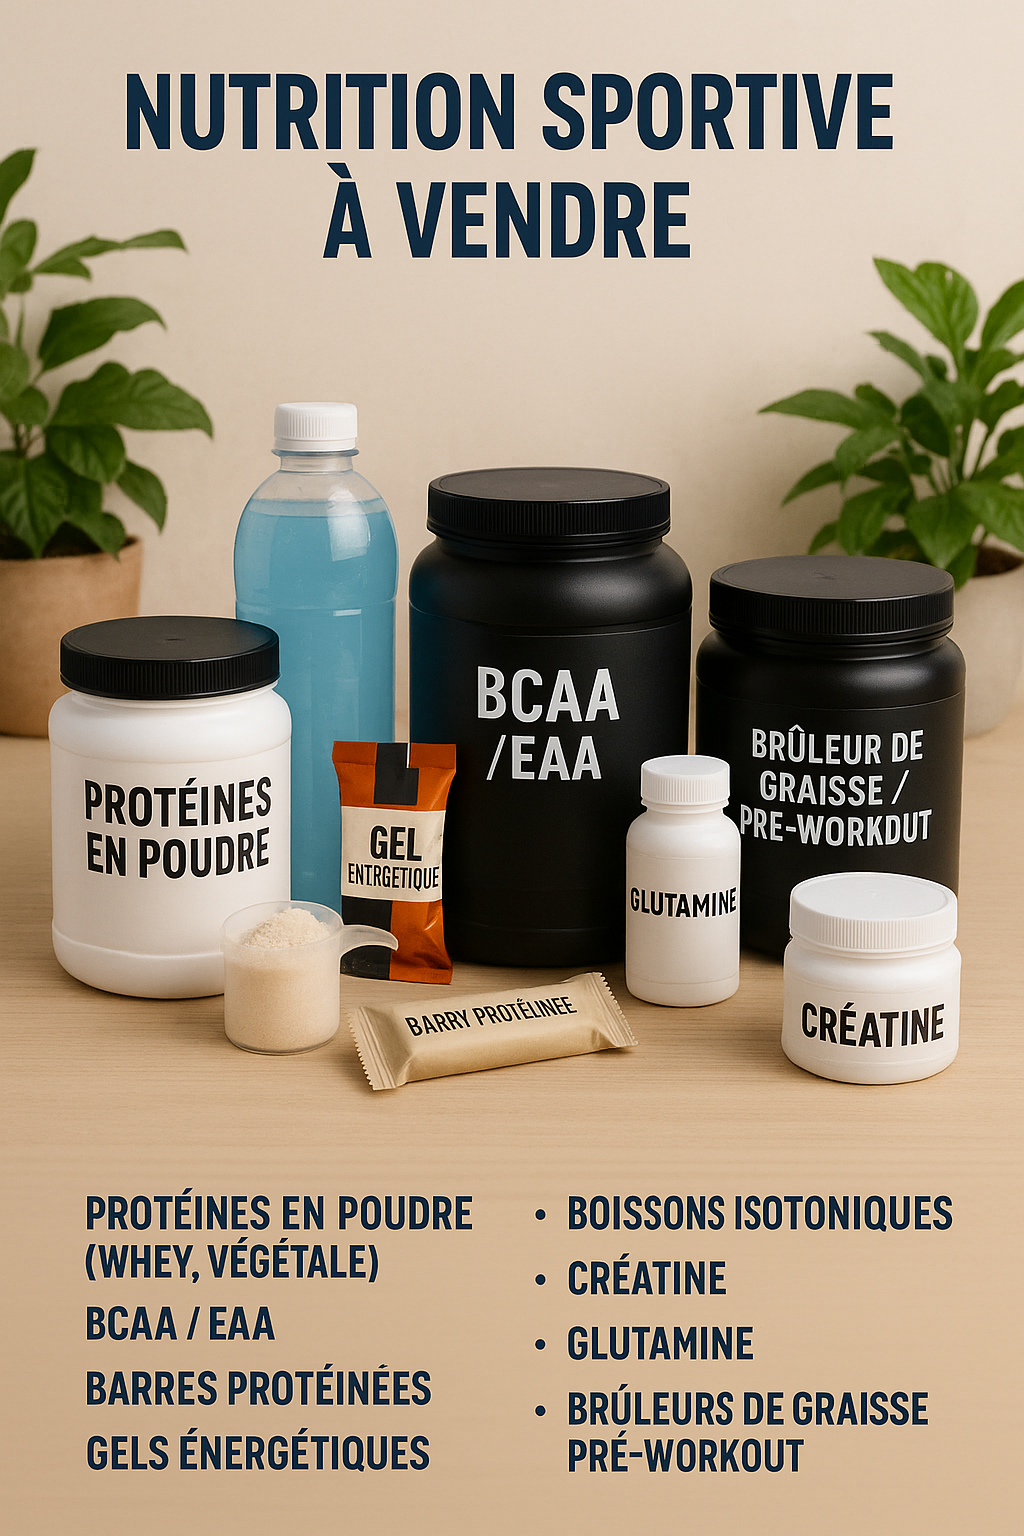 NUTRITION SPORTIVE
À VENDRE
PROTÉINES
EN POUDRE
GEL
ENTRGETIQUE
BCAA
/EAA
BRÛLEUR DE
GRAISSE /
PRE-WORKDUT
GLUTAMINE
BARRY PROTÉLINEE
CRÉATINE
PROTÉINES EN POUDRE
(WHEY, VÉGÉTALE)
BCAA / EAA
BARRES PROTÉINÉES
GELS ÉNERGÉTIQUES
• BOISSONS ISOTONIQUES
• CRÉATINE
• GLUTAMINE
• BRÚLEURS DE GRAISSE
PRÉ-WORKOUT